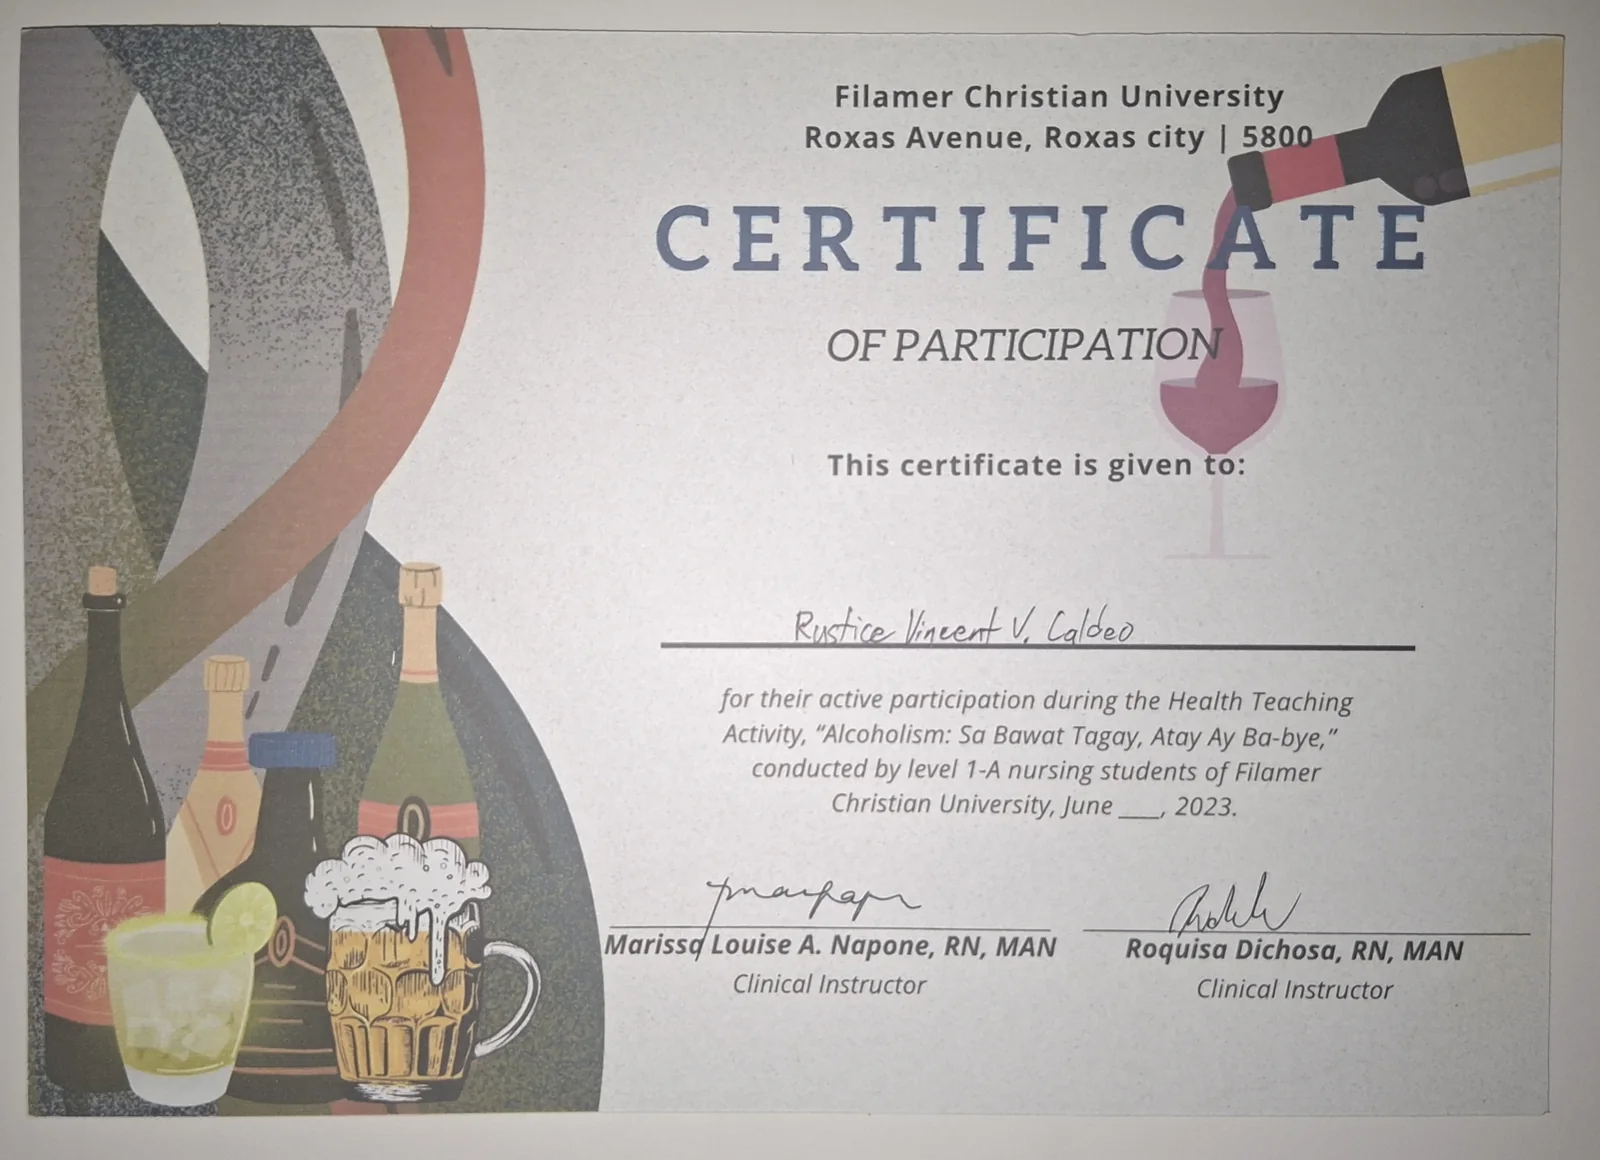 Filamer Christian University
Roxas Avenue, Roxas city | 5800
CERTIFICATE
OF PARTICIPATION
This certificate is given to:
Rustice Vincent V. Caldeo
for their active participation during the Health Teaching
Activity, “Alcoholism: Sa Bawat Tagay, Atay Ay Ba-bye,”
conducted by level 1-A nursing students of Filamer
Christian University, June ___, 2023.
Marissa Louise A. Napone, RN, MAN
Clinical Instructor
Roquisa Dichosa, RN, MAN
Clinical Instructor